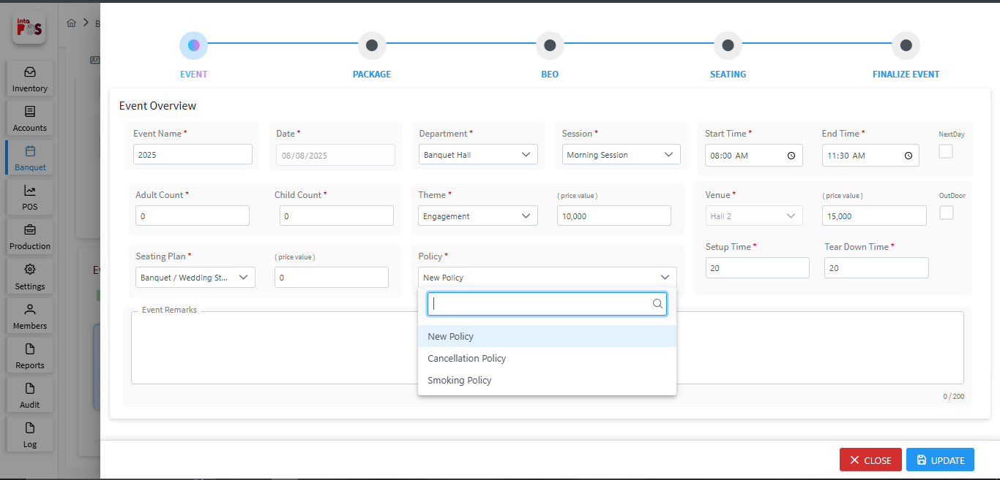 Into
POS
B
Inventory
Accounts
Banquet
POS
Production
Settings
Members
Reports
Audit
Log
EVENT PACKAGE BEO SEATING FINALIZE EVENT
Event Overview
Event Name * Date * Department * Session * Start Time * End Time * NextDay
2025 08/08/2025 Banquet Hall Morning Session 08:00 AM 11:30 AM
Adult Count * Child Count * Theme * ( price value ) Venue * ( price value ) OutDoor
0 0 Engagement 10,000 Hall 2 15,000
Setup Time * Tear Down Time *
20 20
Seating Plan * ( price value ) Policy *
Banquet / Wedding St... 0 New Policy
New Policy
Cancellation Policy
Smoking Policy
Event Remarks
0 / 200
CLOSE UPDATE